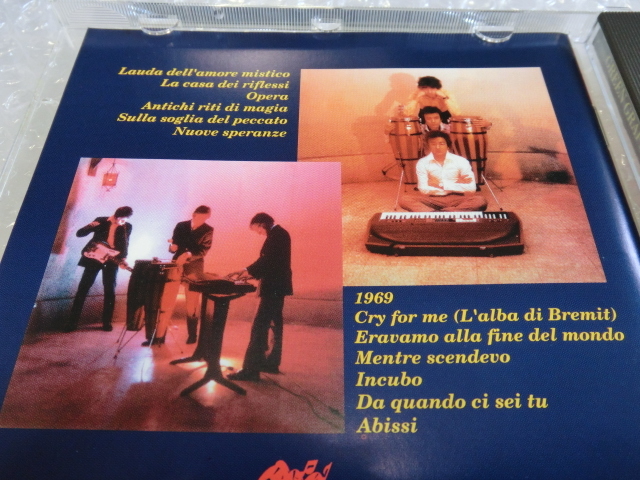 Lauda dell'amore mistico
La casa dei riflessi
Opera
Antichi riti di magia
Sulla soglia del peccato
Nuove speranze
1969
Cry for me (L'alba di Bremit)
Eravamo alla fine del mondo
Mentre scendevo
Incubo
Da quando ci sei tu
Abissi